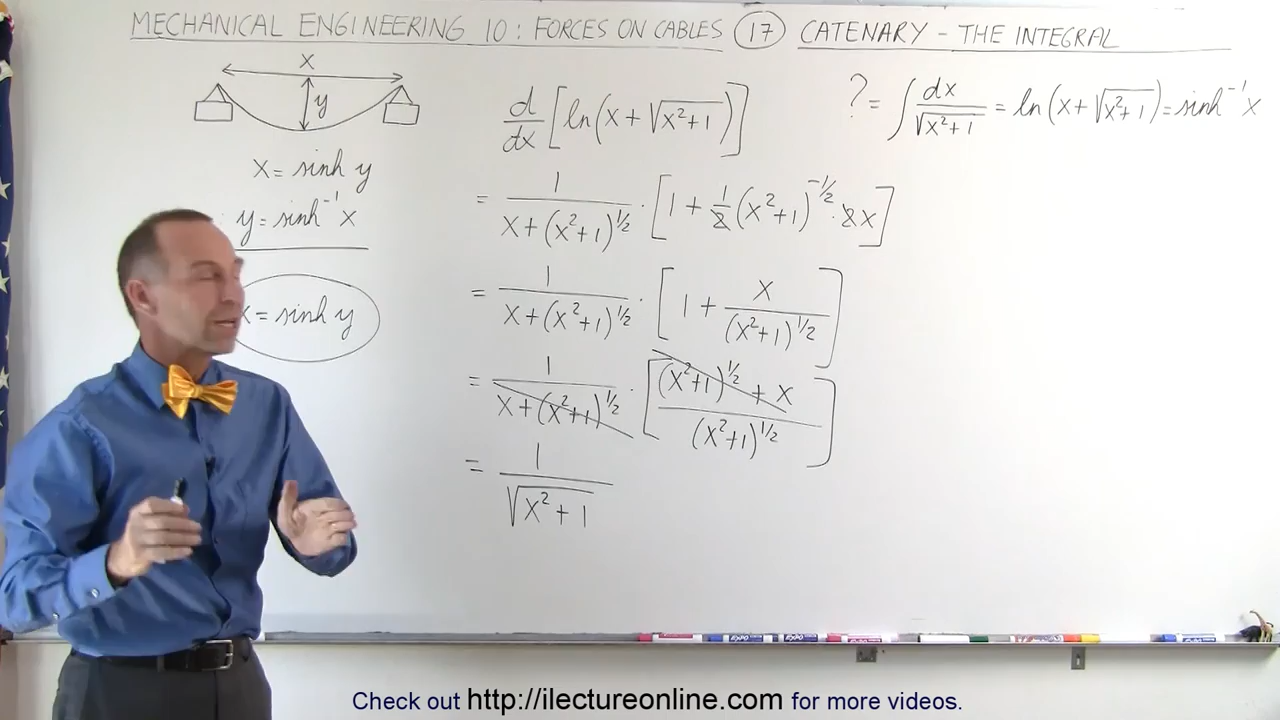 MECHANICAL ENGINEERING 10: FORCES ON CABLES (17) CATENARY - THE INTEGRAL
x
y
x = sinh y
y = sinh⁻¹ x
x = sinh y
d/dx [ln(x + √(x²+1))]
= 1/(x + (x²+1)^½) · [1 + ½(x²+1)^(-½) · 2x]
= 1/(x + (x²+1)^½) · [1 + x/(x²+1)^½]
= 1/(x + (x²+1)^½) · [((x²+1)^½ + x)/(x²+1)^½]
= 1/√(x²+1)
? = ∫ dx/√(x²+1) = ln(x + √(x²+1)) = sinh⁻¹ x
EXPO EXPO
Check out http://ilectureonline.com for more videos.